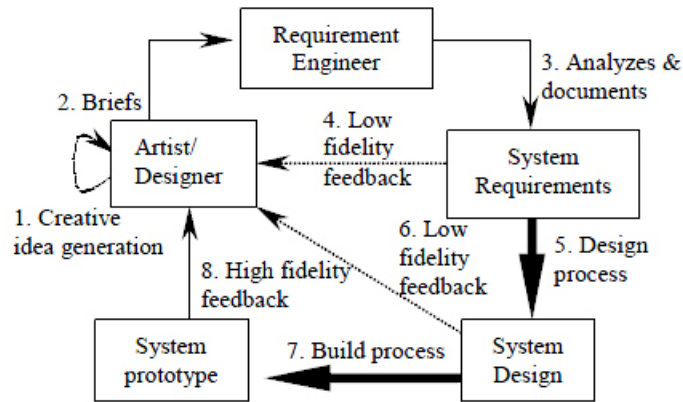 Requirement
Engineer
3. Analyzes &
documents
2. Briefs
4. Low
fidelity
feedback
Artist/
Designer
System
Requirements
1. Creative
idea generation
6. Low
fidelity
feedback
5. Design
process
8. High fidelity
feedback
System
prototype
7. Build process
System
Design